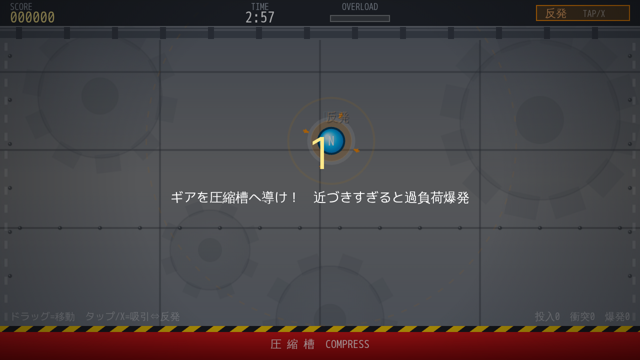 SCORE
000000
TIME
2:57
OVERLOAD
反発 TAP/X
N
1
ギアを圧縮槽へ導け！ 近づきすぎると過負荷爆発
ドラッグ=移動 タップ/X=吸引⇔反発
投入0 衝突0 爆発0
圧縮槽 COMPRESS